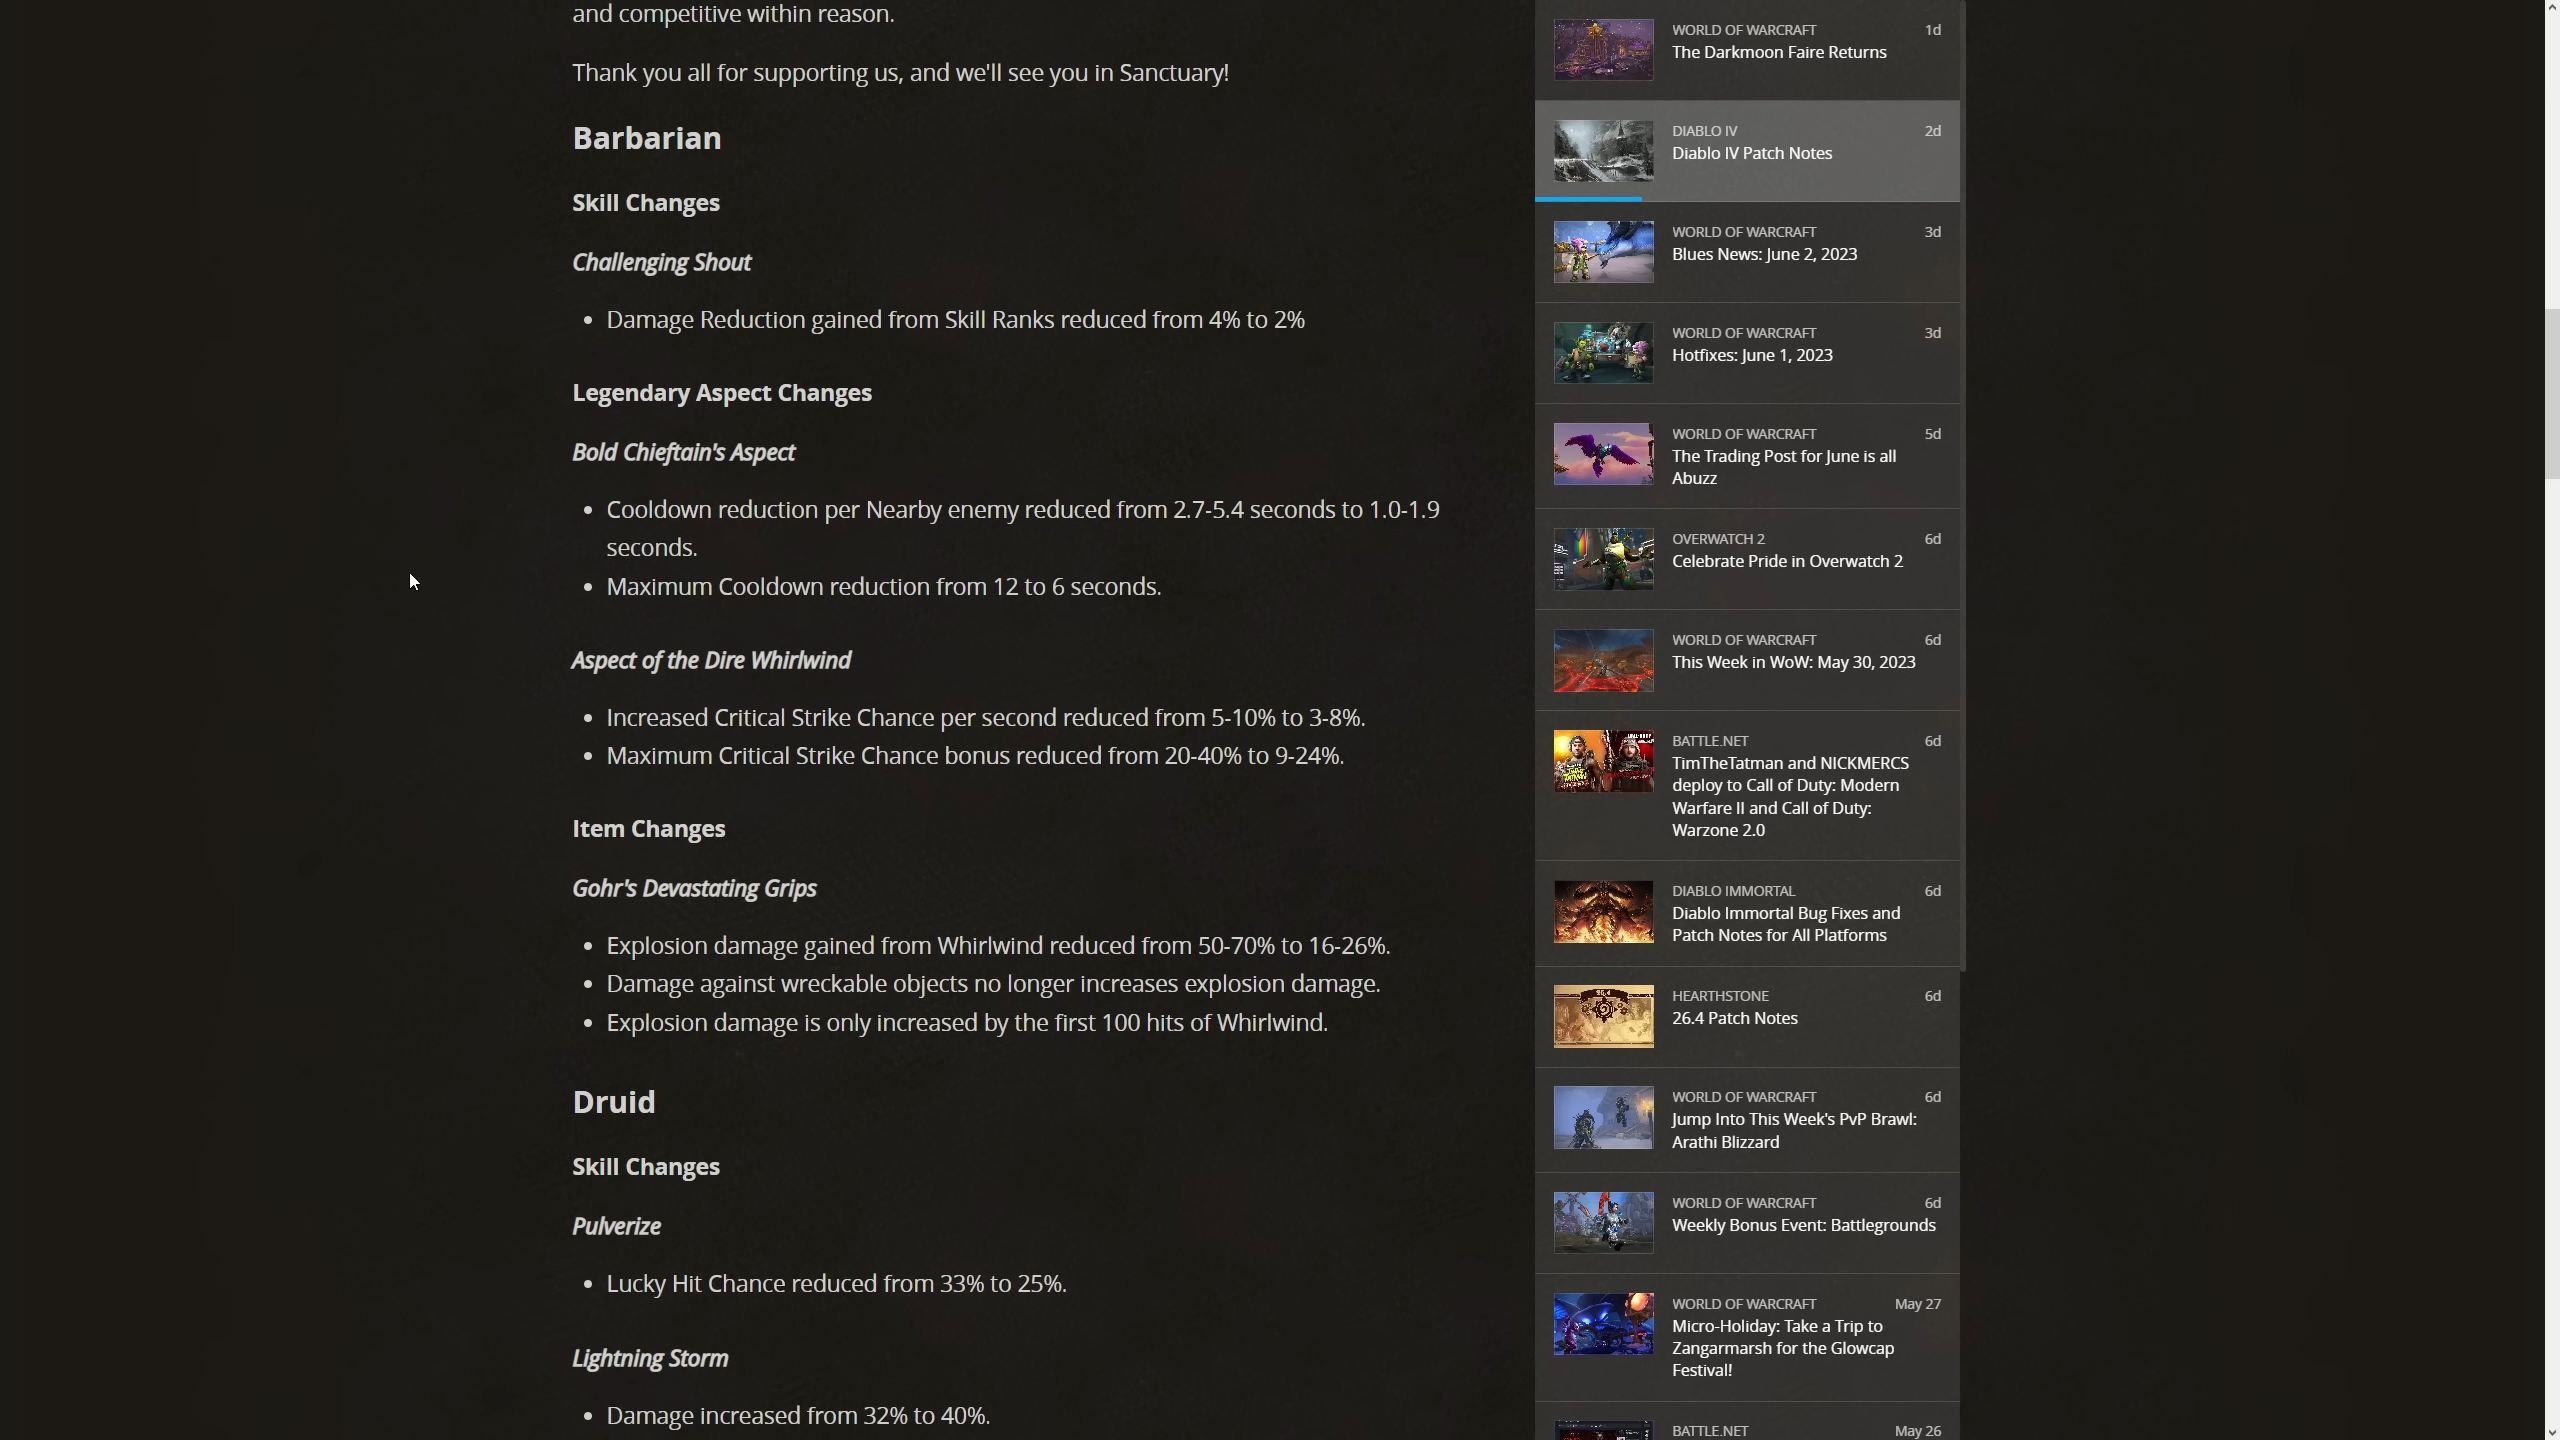 and competitive within reason.
Thank you all for supporting us, and we'll see you in Sanctuary!
Barbarian
Skill Changes
Challenging Shout
• Damage Reduction gained from Skill Ranks reduced from 4% to 2%
Legendary Aspect Changes
Bold Chieftain's Aspect
• Cooldown reduction per Nearby enemy reduced from 2.7-5.4 seconds to 1.0-1.9
seconds.
• Maximum Cooldown reduction from 12 to 6 seconds.
Aspect of the Dire Whirlwind
• Increased Critical Strike Chance per second reduced from 5-10% to 3-8%.
• Maximum Critical Strike Chance bonus reduced from 20-40% to 9-24%.
Item Changes
Gohr's Devastating Grips
• Explosion damage gained from Whirlwind reduced from 50-70% to 16-26%.
• Damage against wreckable objects no longer increases explosion damage.
• Explosion damage is only increased by the first 100 hits of Whirlwind.
Druid
Skill Changes
Pulverize
• Lucky Hit Chance reduced from 33% to 25%.
Lightning Storm
• Damage increased from 32% to 40%.
WORLD OF WARCRAFT 1d
The Darkmoon Faire Returns
DIABLO IV 2d
Diablo IV Patch Notes
WORLD OF WARCRAFT 3d
Blues News: June 2, 2023
WORLD OF WARCRAFT 3d
Hotfixes: June 1, 2023
WORLD OF WARCRAFT 5d
The Trading Post for June is all
Abuzz
OVERWATCH 2 6d
Celebrate Pride in Overwatch 2
WORLD OF WARCRAFT 6d
This Week in WoW: May 30, 2023
BATTLE.NET 6d
TimTheTatman and NICKMERCS
deploy to Call of Duty: Modern
Warfare II and Call of Duty:
Warzone 2.0
DIABLO IMMORTAL 6d
Diablo Immortal Bug Fixes and
Patch Notes for All Platforms
HEARTHSTONE 6d
26.4 Patch Notes
WORLD OF WARCRAFT 6d
Jump Into This Week's PvP Brawl:
Arathi Blizzard
WORLD OF WARCRAFT 6d
Weekly Bonus Event: Battlegrounds
WORLD OF WARCRAFT May 27
Micro-Holiday: Take a Trip to
Zangarmarsh for the Glowcap
Festival!
BATTLE.NET May 26